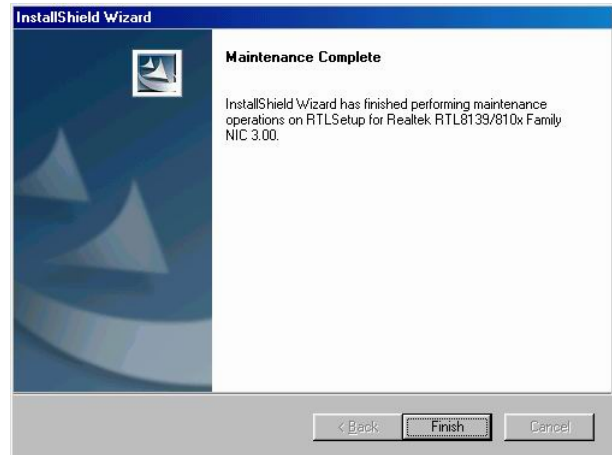 InstallShield Wizard
Maintenance Complete
InstallShield Wizard has finished performing maintenance
operations on RTLSetup for Realtek RTL8139/810x Family
NIC 3.00.
< Back
Finish
Cancel